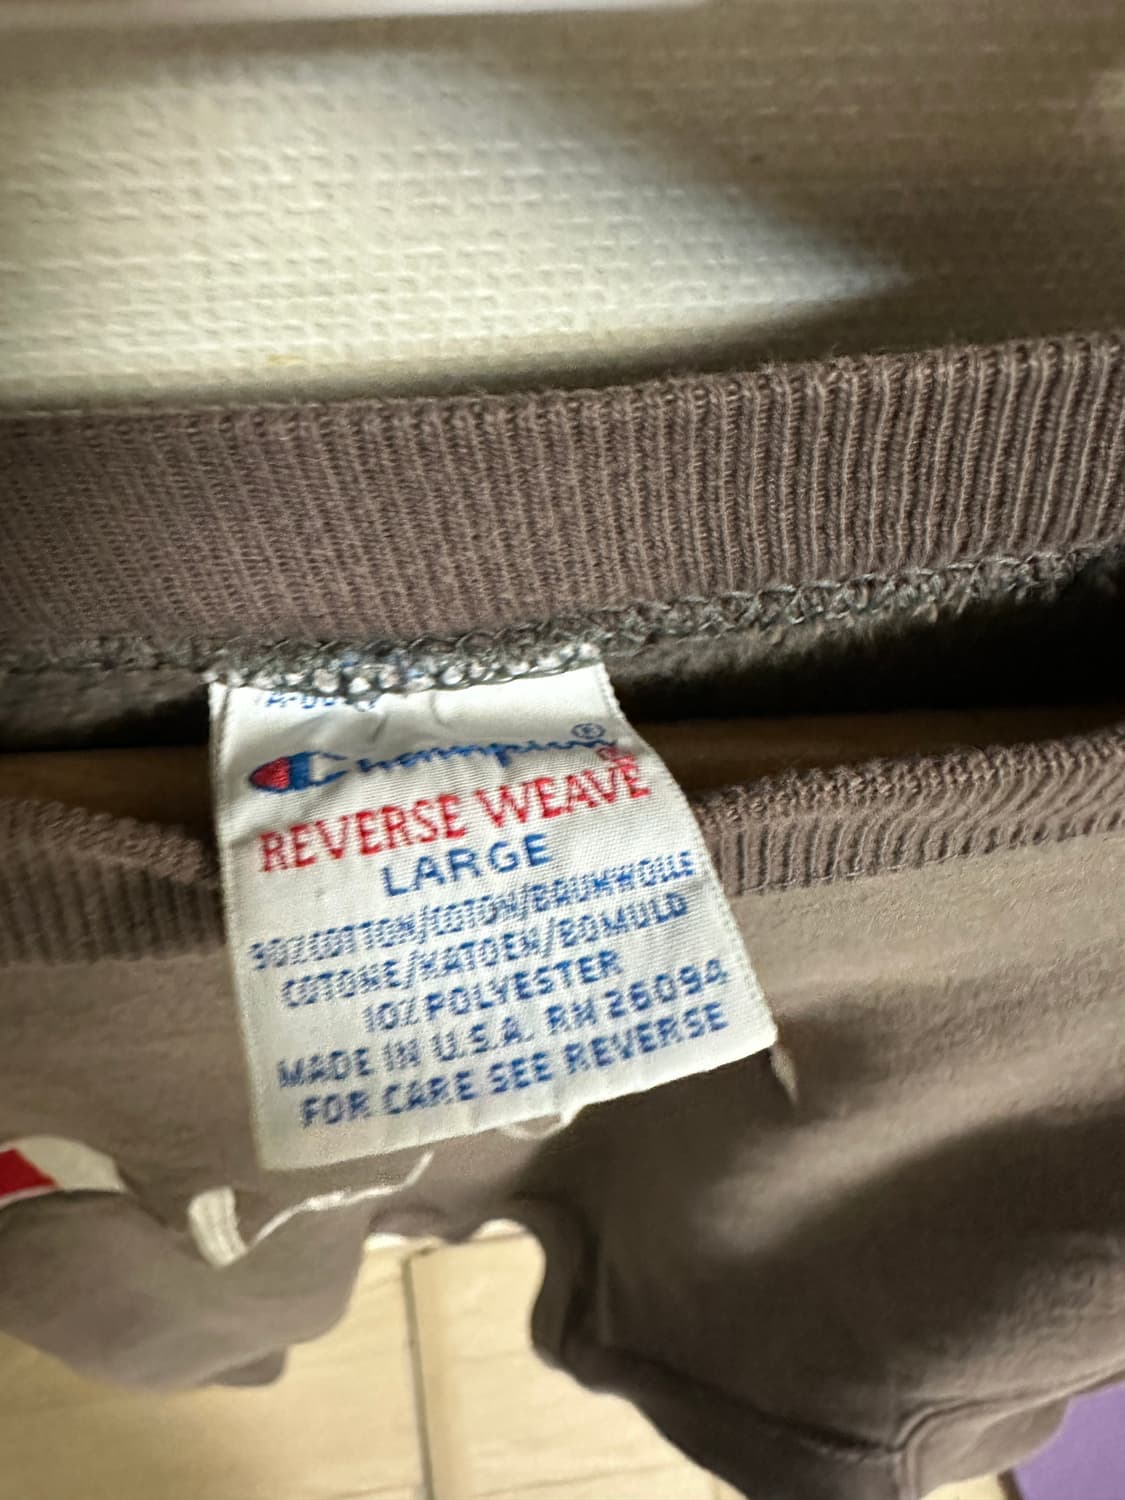 Champion®
REVERSE WEAVE
LARGE
90%COTTON/COTON/BAUMWOLLE
COTONE/KATOEN/BOMULD
10%POLYESTER
MADE IN U.S.A. RN 26094
FOR CARE SEE REVERSE